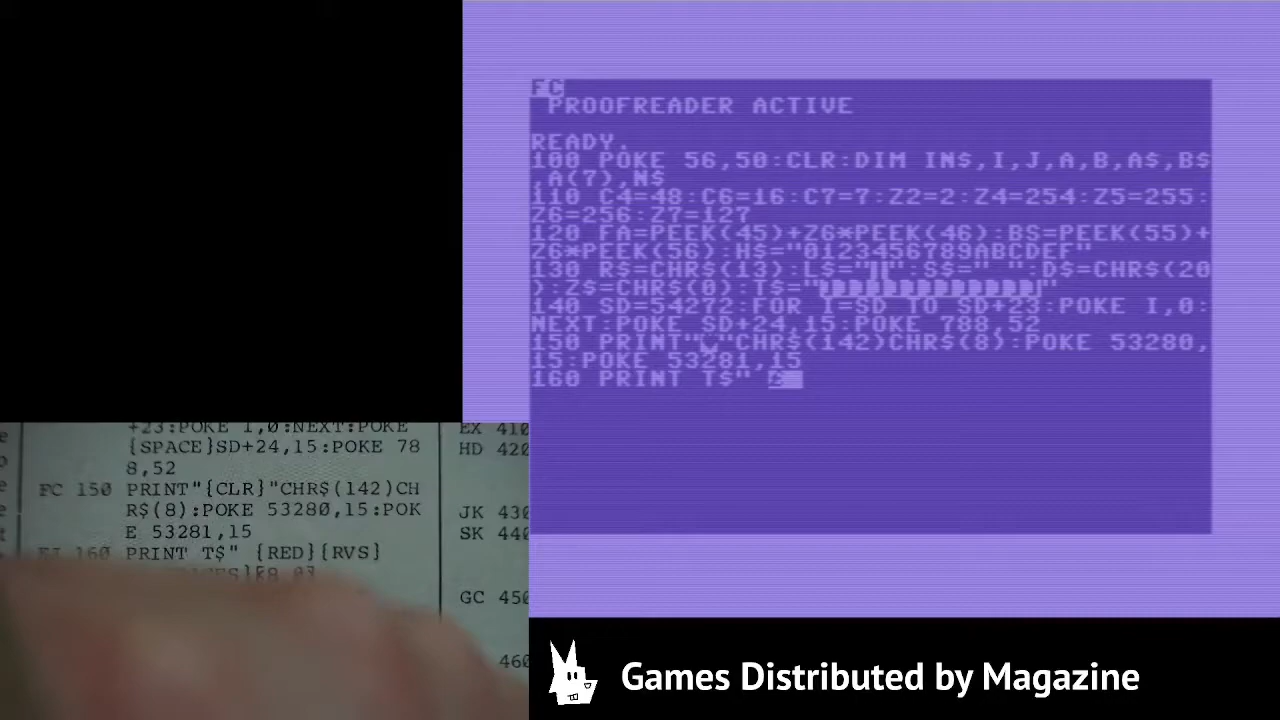 FC
PROOFREADER ACTIVE
READY.
100 POKE 56,50:CLR:DIM IN$,I,J,A,B,A$,B$
,A(7),N$
110 C4=48:C6=16:C7=7:Z2=2:Z4=254:Z5=255:
Z6=256:Z7=127
120 FA=PEEK(45)+Z6*PEEK(46):BS=PEEK(55)+
Z6*PEEK(56):H$="0123456789ABCDEF"
130 R$=CHR$(13):L$="":S$=" ":D$=CHR$(20
):Z$=CHR$(0):T$=""
140 SD=54272:FOR I=SD TO SD+23:POKE I,0:
NEXT:POKE SD+24,15:POKE 788,52
150 PRINT""CHR$(142)CHR$(8):POKE 53280,
15:POKE 53281,15
160 PRINT T$" £
+23:POKE I,0:NEXT:POKE
{SPACE}SD+24,15:POKE 78
8,52
FC 150 PRINT"{CLR}"CHR$(142)CH
R$(8):POKE 53280,15:POK
E 53281,15
EJ 160 PRINT T$" {RED}{RVS}
EX 410
HD 420
JK 430
SK 440
GC 450
460
Games Distributed by Magazine